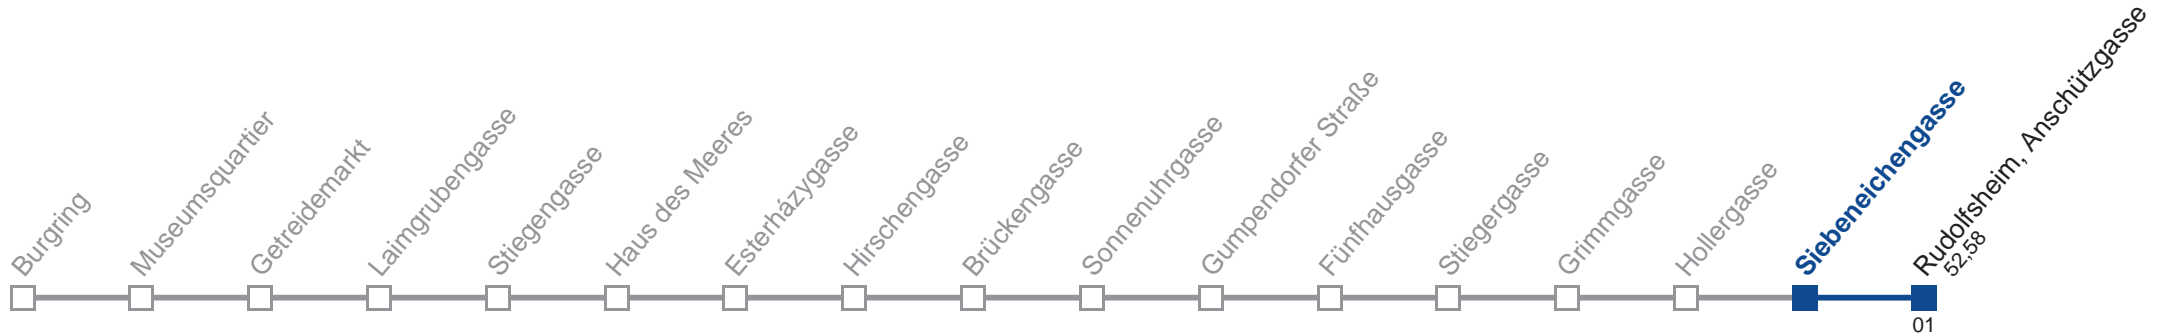 Burgring
Museumsquartier
Getreidemarkt
Laimgrubengasse
Stiegengasse
Haus des Meeres
Esterházygasse
Hirschengasse
Brückengasse
Sonnenuhrgasse
Gumpendorfer Straße
Fünfhausgasse
Stiegergasse
Grimmgasse
Hollergasse
Siebeneichengasse
Rudolfsheim, Anschützgasse
52,58
01